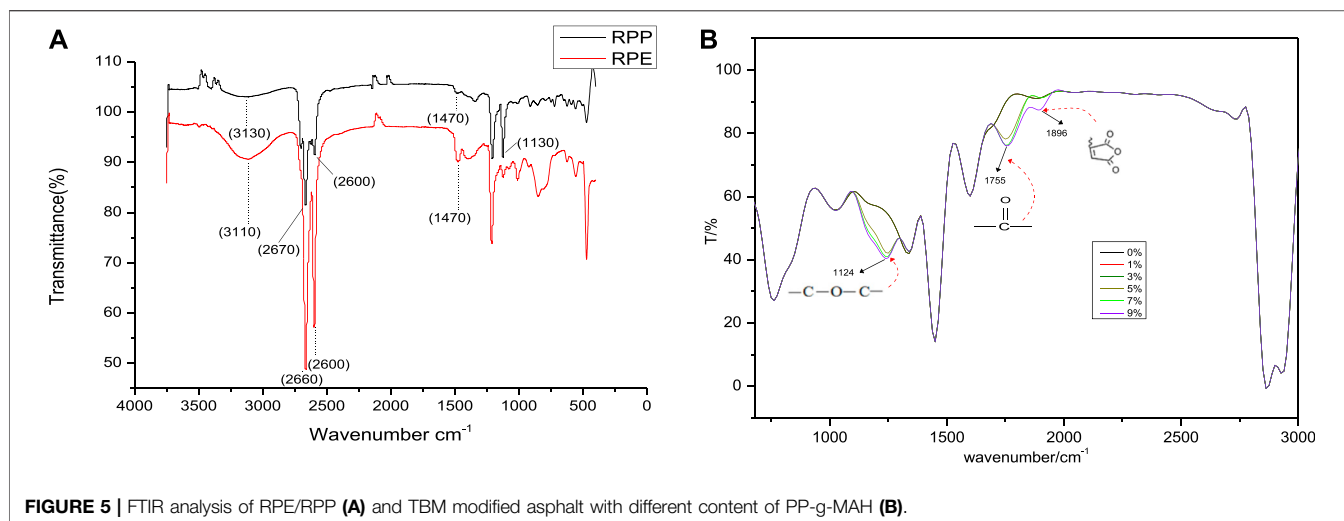 A
RPP
RPE
110
100
90
80
70
60
50
Transmittance(%)
(3130)
(1470)
(1130)
(2600)
(3110)
(2670)
(1470)
(2600)
(2660)
4000 3500 3000 2500 2000 1500 1000 500 0
Wavenumber cm-1
B
100
80
60
40
20
0
T/%
1896
O
O
O
1755
O
—C—
1124
—C—O—C—
0%
1%
3%
5%
7%
9%
1000 1500 2000 2500 3000
wavenumber/cm-1
FIGURE 5 | FTIR analysis of RPE/RPP (A) and TBM modified asphalt with different content of PP-g-MAH (B).